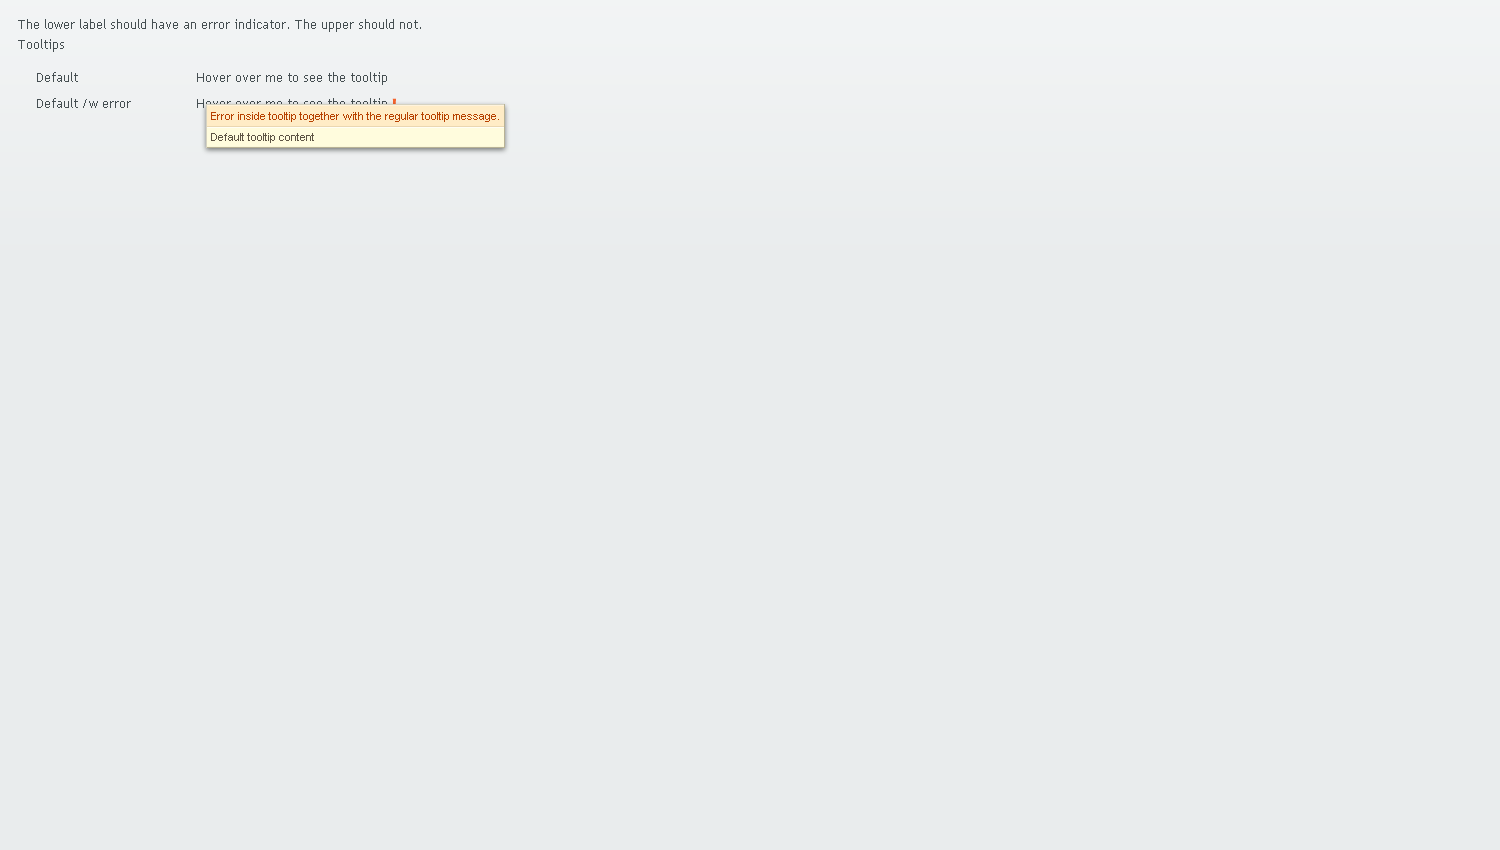 The lower label should have an error indicator. The upper should not.
Tooltips
Default Hover over me to see the tooltip
Default /w error Hover over me to see the tooltip
Error inside tooltip together with the regular tooltip message.
Default tooltip content